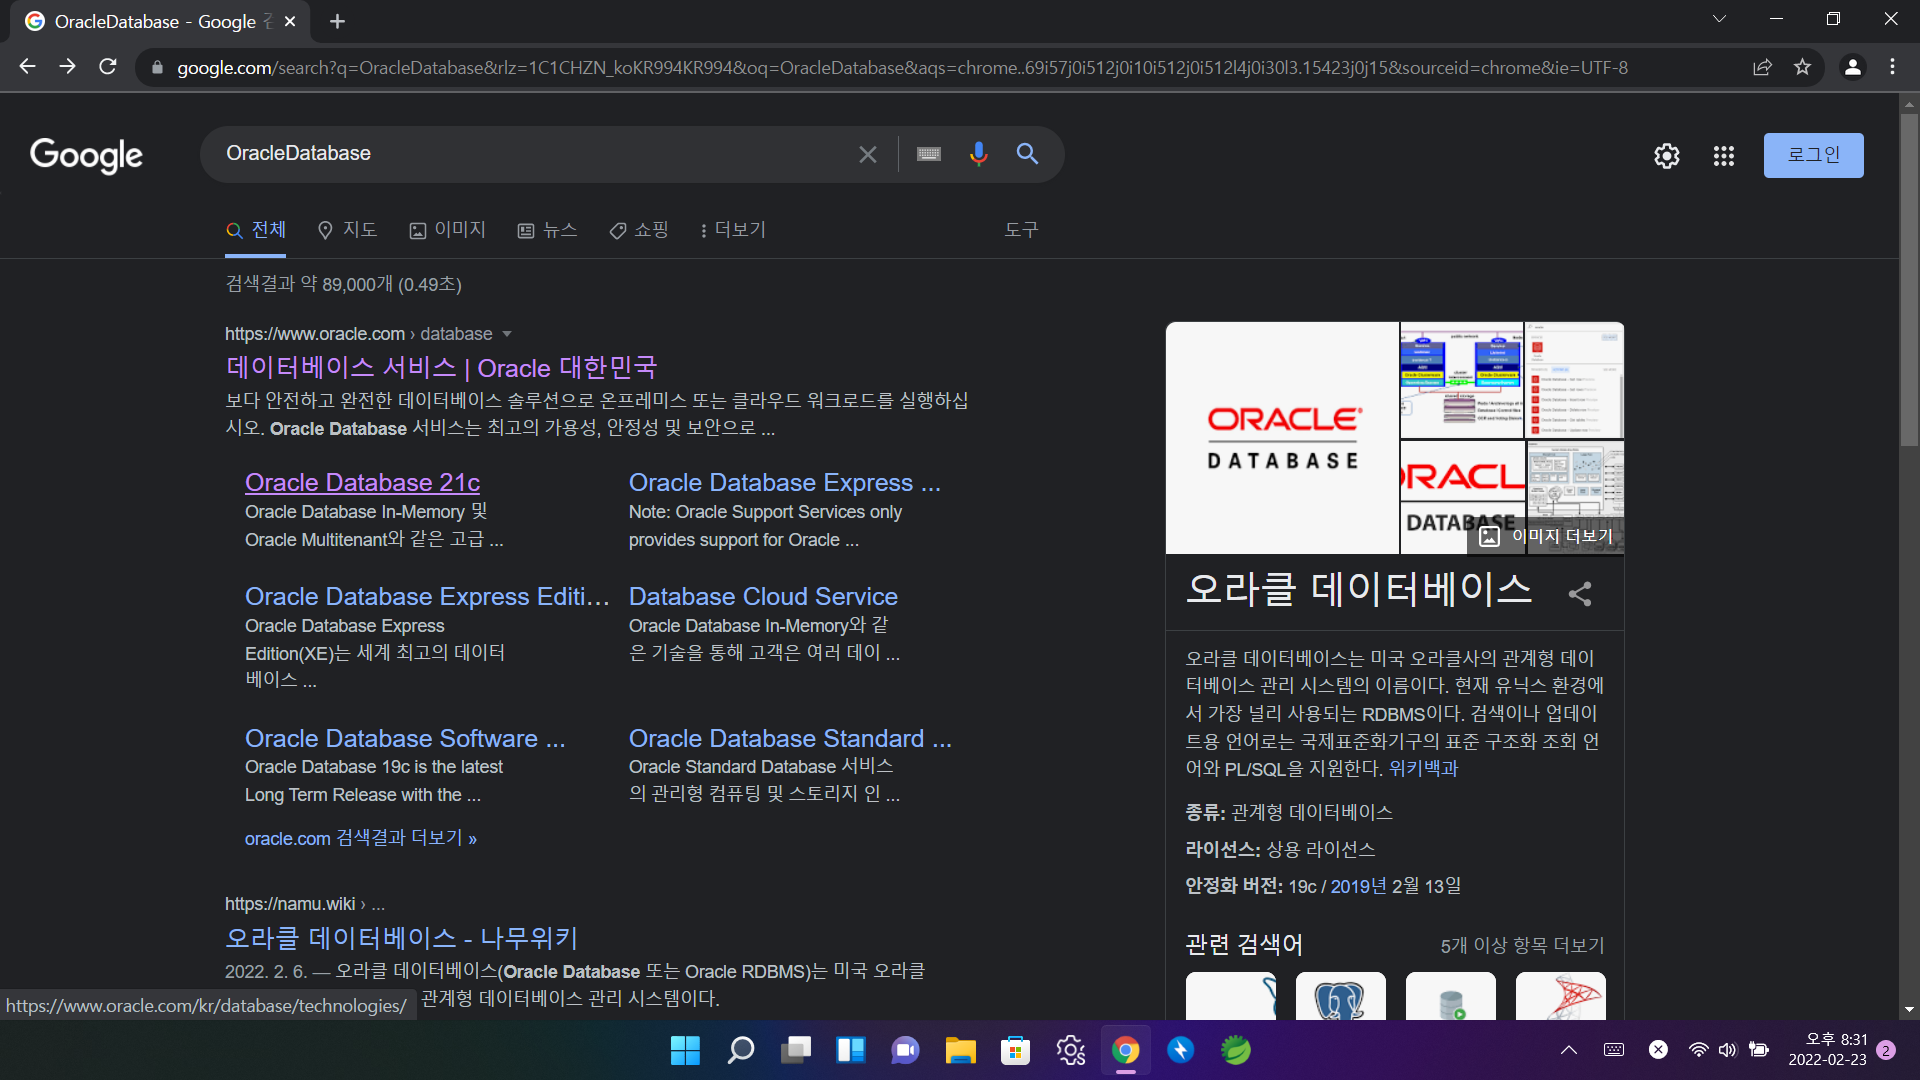 OracleDatabase - Google 검
google.com/search?q=OracleDatabase&rlz=1C1CHZN_koKR994KR994&oq=OracleDatabase&aqs=chrome..69i57j0i512j0i10i512j0i512l4j0i30l3.15423j0j15&sourceid=chrome&ie=UTF-8
Google
OracleDatabase
로그인
전체 지도 이미지 뉴스 쇼핑 더보기 도구
검색결과 약 89,000개 (0.49초)
https://www.oracle.com › database
데이터베이스 서비스 | Oracle 대한민국
보다 안전하고 완전한 데이터베이스 솔루션으로 온프레미스 또는 클라우드 워크로드를 실행하십
시오. Oracle Database 서비스는 최고의 가용성, 안정성 및 보안으로 ...
Oracle Database 21c
Oracle Database In-Memory 및
Oracle Multitenant와 같은 고급 ...
Oracle Database Express ...
Note: Oracle Support Services only
provides support for Oracle ...
Oracle Database Express Editi...
Oracle Database Express
Edition(XE)는 세계 최고의 데이터
베이스 ...
Database Cloud Service
Oracle Database In-Memory와 같
은 기술을 통해 고객은 여러 데이 ...
Oracle Database Software ...
Oracle Database 19c is the latest
Long Term Release with the ...
Oracle Database Standard ...
Oracle Standard Database 서비스
의 관리형 컴퓨팅 및 스토리지 인 ...
oracle.com 검색결과 더보기 »
https://namu.wiki › ...
오라클 데이터베이스 - 나무위키
2022. 2. 6. — 오라클 데이터베이스(Oracle Database 또는 Oracle RDBMS)는 미국 오라클
관계형 데이터베이스 관리 시스템이다.
https://www.oracle.com/kr/database/technologies/
ORACLE
DATABASE
ORACL
DATABASE
이미지 더보기
오라클 데이터베이스
오라클 데이터베이스는 미국 오라클사의 관계형 데이
터베이스 관리 시스템의 이름이다. 현재 유닉스 환경에
서 가장 널리 사용되는 RDBMS이다. 검색이나 업데이
트용 언어로는 국제표준화기구의 표준 구조화 조회 언
어와 PL/SQL을 지원한다. 위키백과
종류: 관계형 데이터베이스
라이선스: 상용 라이선스
안정화 버전: 19c / 2019년 2월 13일
관련 검색어
5개 이상 항목 더보기
오후 8:31
2022-02-23
2